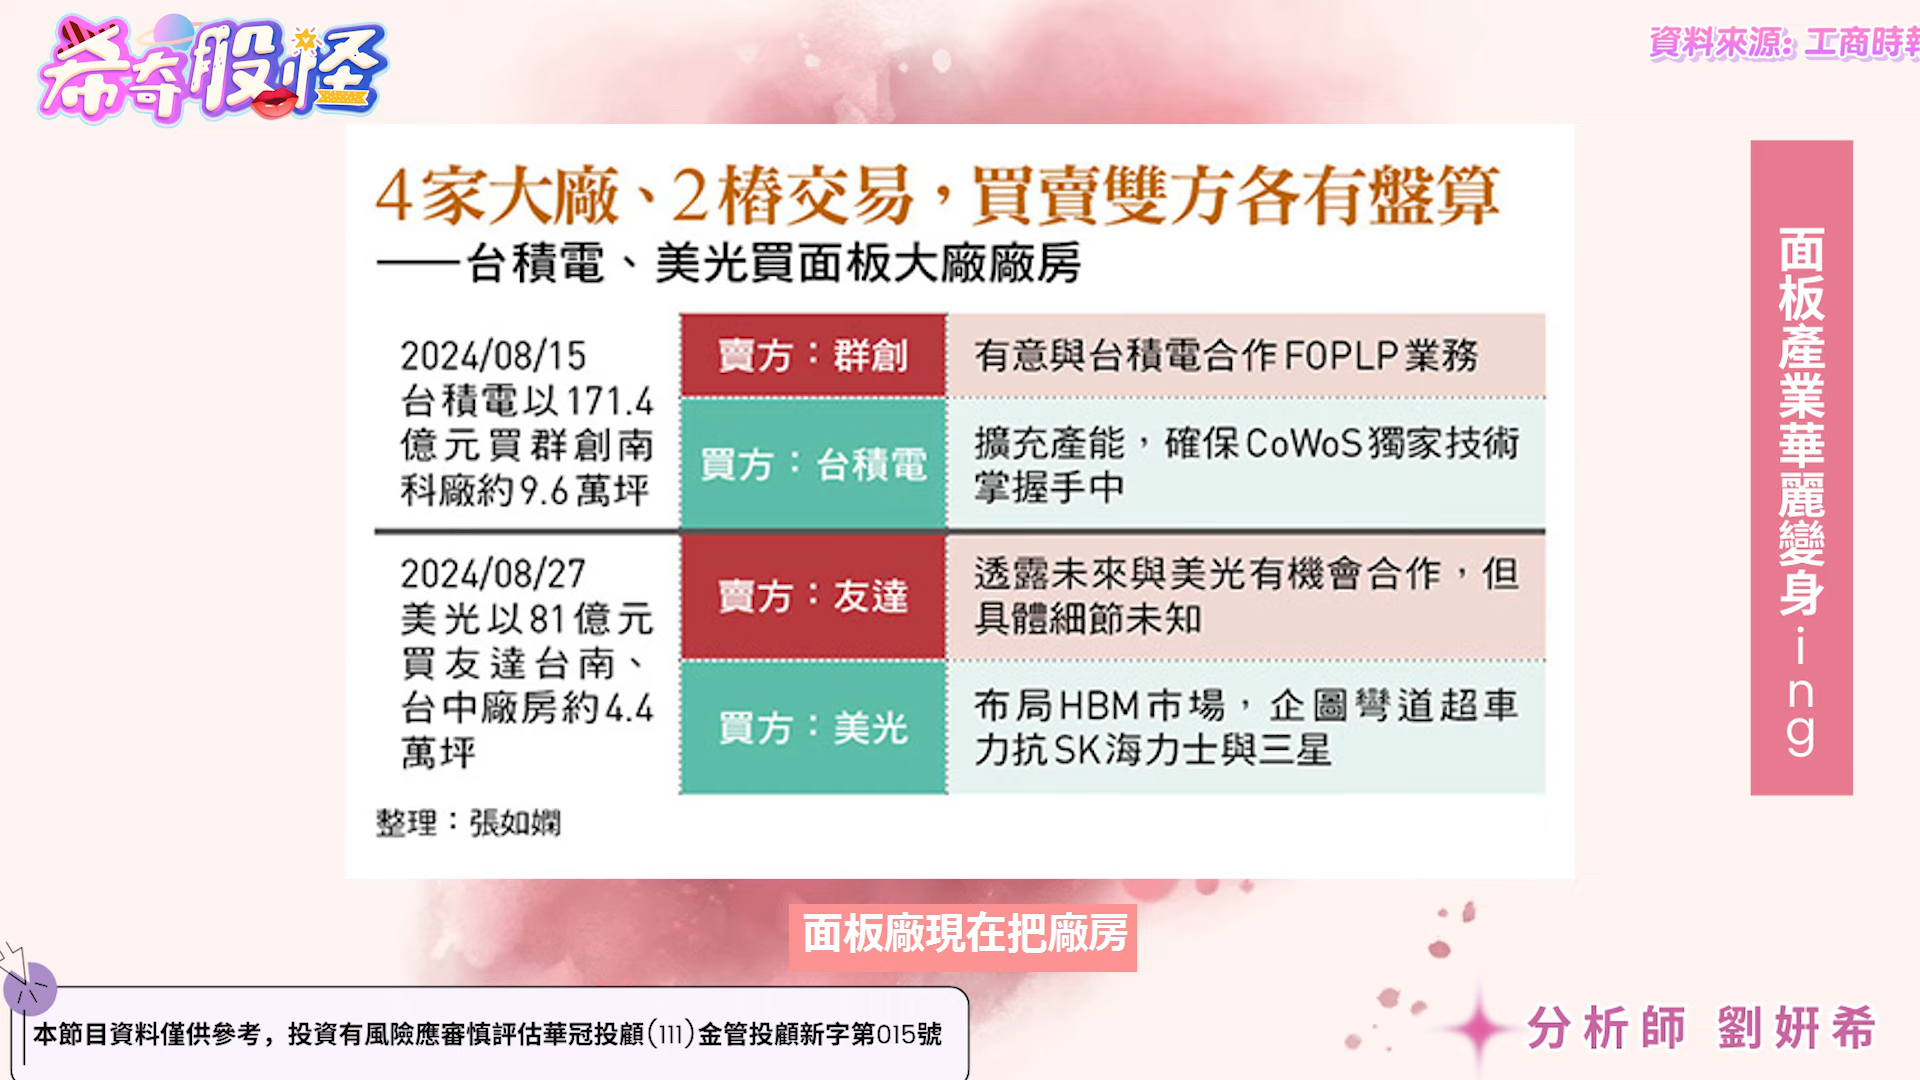 希奇股怪
資料來源: 工商時報
4家大廠、2樁交易，買賣雙方各有盤算
——台積電、美光買面板大廠廠房
2024/08/15
台積電以171.4
億元買群創南
科廠約9.6萬坪
賣方：群創
有意與台積電合作FOPLP業務
買方：台積電
擴充產能，確保CoWoS獨家技術
掌握手中
2024/08/27
美光以81億元
買友達台南、
台中廠房約4.4
萬坪
賣方：友達
透露未來與美光有機會合作，但
具體細節未知
買方：美光
布局HBM市場，企圖彎道超車
力抗SK海力士與三星
整理：張如嫻
面板產業華麗變身ing
面板廠現在把廠房
本節目資料僅供參考，投資有風險應審慎評估華冠投顧(111)金管投顧新字第015號
分析師 劉妍希